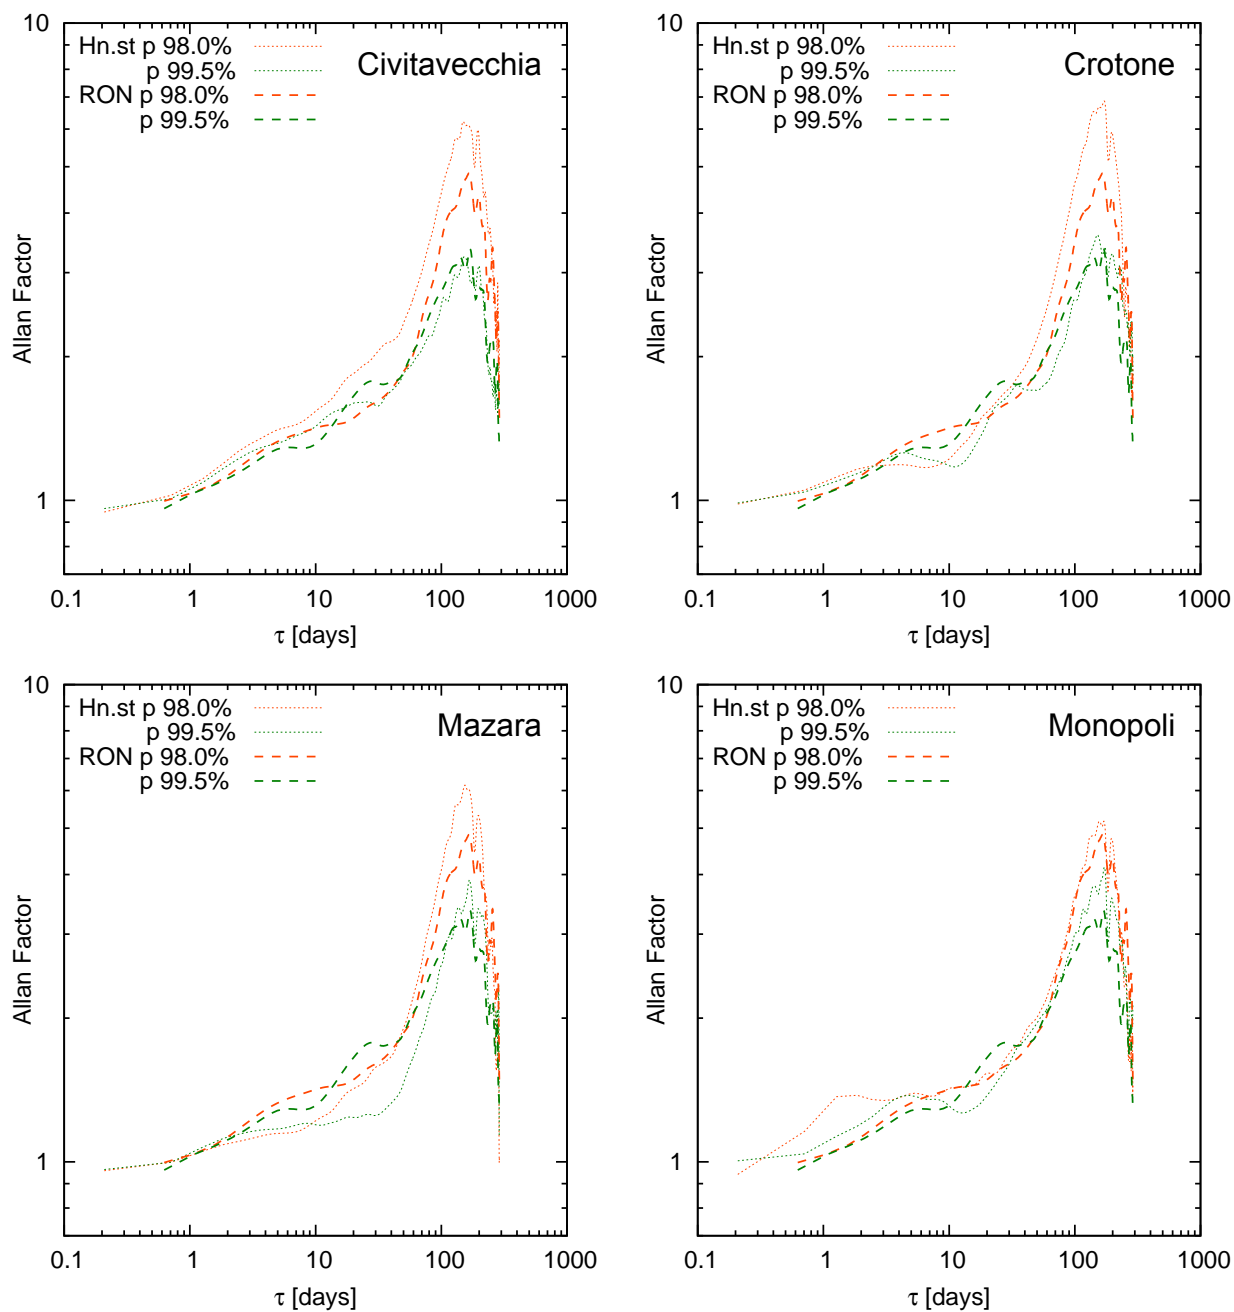 10
Hn.st p 98.0%
p 99.5%
RON p 98.0%
p 99.5%
Civitavecchia
Allan Factor
1
0.1 1 10 100 1000
τ [days]
10
Hn.st p 98.0%
p 99.5%
RON p 98.0%
p 99.5%
Crotone
Allan Factor
1
0.1 1 10 100 1000
τ [days]
10
Hn.st p 98.0%
p 99.5%
RON p 98.0%
p 99.5%
Mazara
Allan Factor
1
0.1 1 10 100 1000
τ [days]
10
Hn.st p 98.0%
p 99.5%
RON p 98.0%
p 99.5%
Monopoli
Allan Factor
1
0.1 1 10 100 1000
τ [days]